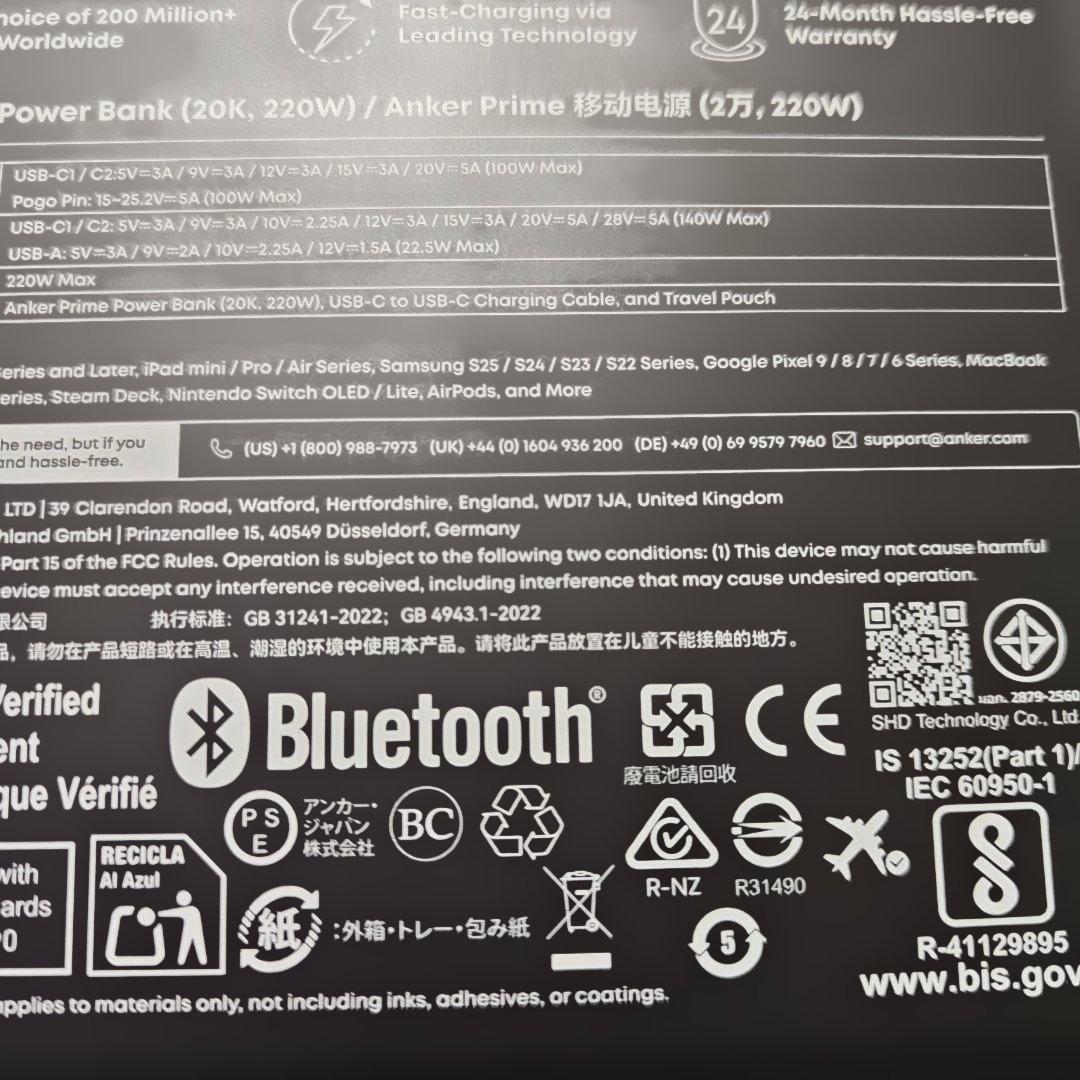 hoice of 200 Million+
Worldwide
Fast-Charging via
Leading Technology
24
24-Month Hassle-Free
Warranty
Power Bank (20K, 220W) / Anker Prime 移动电源 (2万, 220W)
USB-C1 / C2:5V⎓3A / 9V⎓3A / 12V⎓3A / 15V⎓3A / 20V⎓5A (100W Max)
Pogo Pin: 15~25.2V⎓5A (100W Max)
USB-C1 / C2: 5V⎓3A / 9V⎓3A / 10V⎓2.25A / 12V⎓3A / 15V⎓3A / 20V⎓5A / 28V⎓5A (140W Max)
USB-A: 5V⎓3A / 9V⎓2A / 10V⎓2.25A / 12V⎓1.5A (22.5W Max)
220W Max
Anker Prime Power Bank (20K, 220W), USB-C to USB-C Charging Cable, and Travel Pouch
eries and Later, iPad mini / Pro / Air Series, Samsung S25 / S24 / S23 / S22 Series, Google Pixel 9 / 8 / 7 / 6 Series, MacBook
eries, Steam Deck, Nintendo Switch OLED / Lite, AirPods, and More
he need, but if you
and hassle-free.
(US) +1 (800) 988-7973 (UK) +44 (0) 1604 936 200 (DE) +49 (0) 69 9579 7960 support@anker.com
LTD | 39 Clarendon Road, Watford, Hertfordshire, England, WD17 1JA, United Kingdom
hland GmbH | Prinzenallee 15, 40549 Düsseldorf, Germany
Part 15 of the FCC Rules. Operation is subject to the following two conditions: (1) This device may not cause harmful
evice must accept any interference received, including interference that may cause undesired operation.
限公司 执行标准：GB 31241-2022；GB 4943.1-2022
品，请勿在产品短路或在高温、潮湿的环境中使用本产品。请将此产品放置在儿童不能接触的地方。
มอก. 2879-2560
SHD Technology Co., Ltd.
Verified
ent
que Vérifié
Bluetooth®
廢電池請回收
CE
IS 13252(Part 1)/
IEC 60950-1
PSE
アンカー・
ジャパン
株式会社
BC
R-NZ
R31490
with
ards
0
RECICLA
Al Azul
紙
：外箱・トレー・包み紙
5
R-41129895
www.bis.gov
applies to materials only, not including inks, adhesives, or coatings.